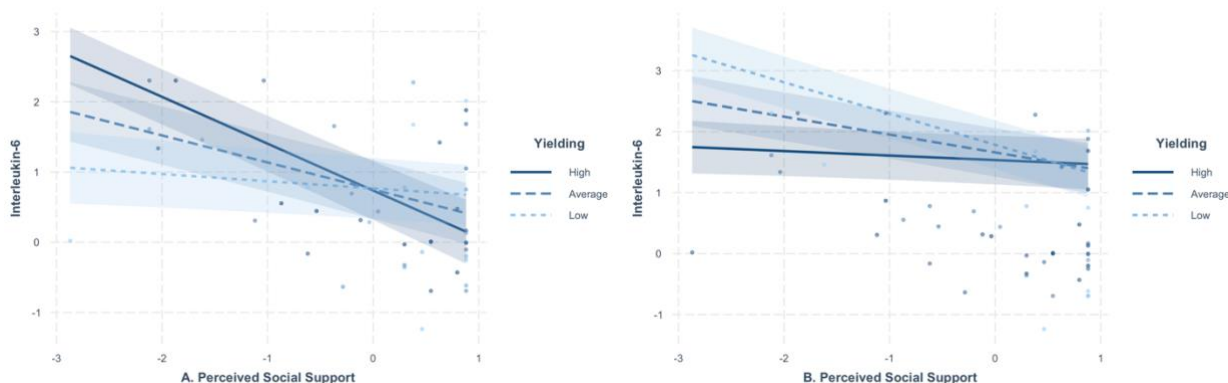 3
2
1
0
-1
Interleukin-6
-3
-2
-1
0
1
A. Perceived Social Support
Yielding
High
Average
Low
3
2
1
0
-1
Interleukin-6
-3
-2
-1
0
1
B. Perceived Social Support
Yielding
High
Average
Low